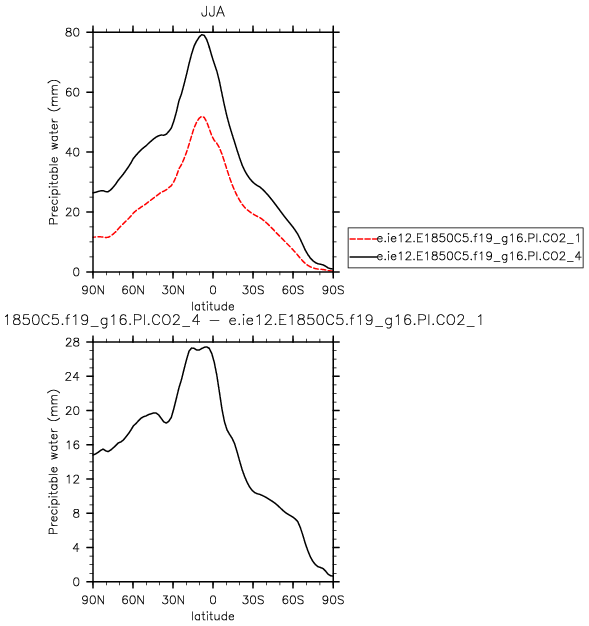 JJA
80
60
40
20
0
Precipitable water (mm)
90N 60N 30N 0 30S 60S 90S
latitude
e.ie12.E1850C5.f19_g16.PI.CO2_1
e.ie12.E1850C5.f19_g16.PI.CO2_4
1850C5.f19_g16.PI.CO2_4 − e.ie12.E1850C5.f19_g16.PI.CO2_1
28
24
20
16
12
8
4
0
Precipitable water (mm)
90N 60N 30N 0 30S 60S 90S
latitude